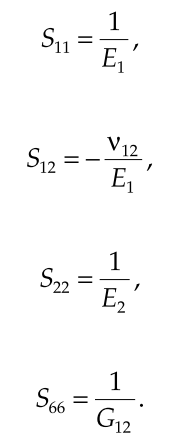 S₁₁ = 1/E₁,
S₁₂ = −ν₁₂/E₁,
S₂₂ = 1/E₂,
S₆₆ = 1/G₁₂.